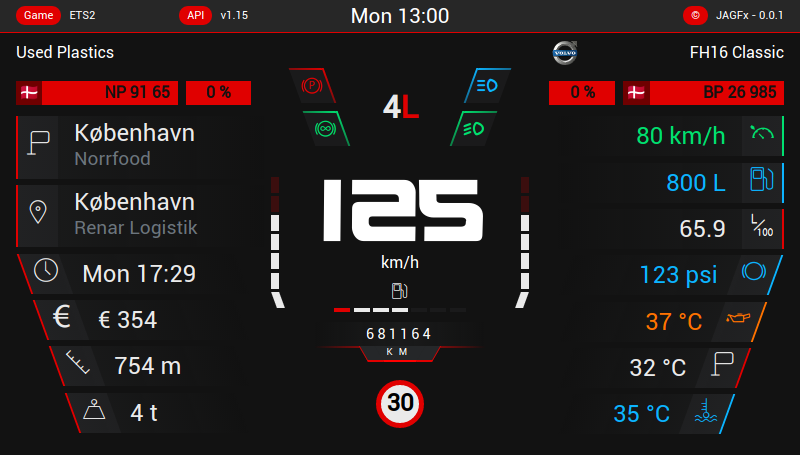 Game ETS2 API v1.15 Mon 13:00 © JAGFx - 0.0.1
Used Plastics
VOLVO
FH16 Classic
NP 91 65 0 %
0 % BP 26 985
P
4L
København
Norrfood
København
Renar Logistik
Mon 17:29
€ € 354
754 m
4 t
125
km/h
681164
KM
30
80 km/h
800 L
65.9 L/100
123 psi
37 °C
32 °C
35 °C